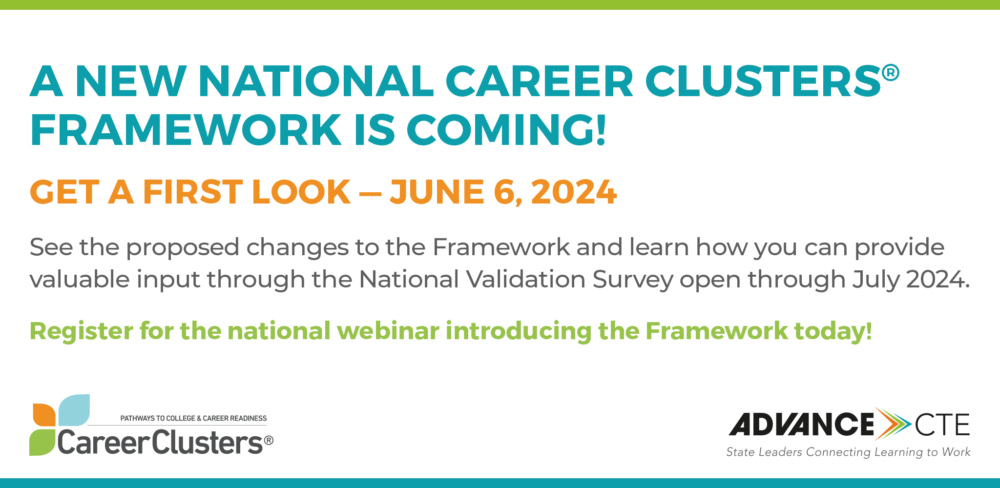 A NEW NATIONAL CAREER CLUSTERS®
FRAMEWORK IS COMING!
GET A FIRST LOOK — JUNE 6, 2024
See the proposed changes to the Framework and learn how you can provide
valuable input through the National Validation Survey open through July 2024.
Register for the national webinar introducing the Framework today!
PATHWAYS TO COLLEGE & CAREER READINESS
CareerClusters®
ADVANCE CTE
State Leaders Connecting Learning to Work